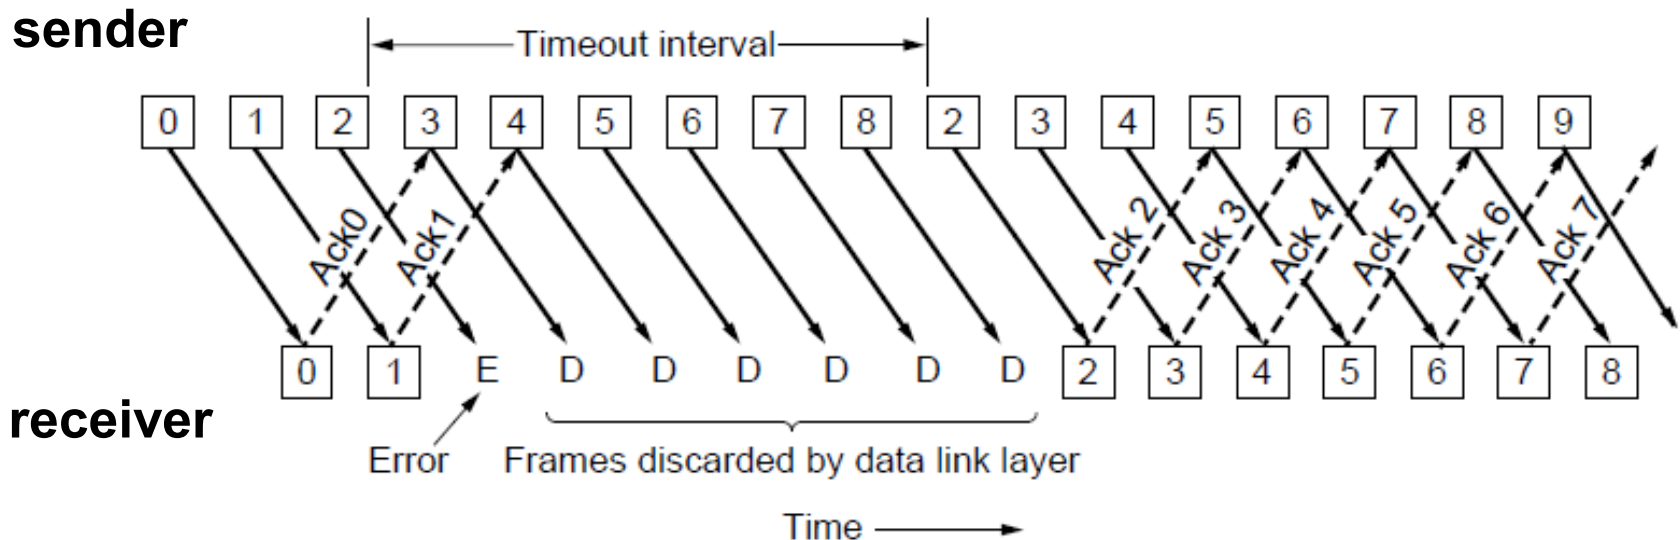 sender
Timeout interval
0 1 2 3 4 5 6 7 8 2 3 4 5 6 7 8 9
Ack0 Ack1 Ack 2 Ack 3 Ack 4 Ack 5 Ack 6 Ack 7
0 1 E D D D D D D 2 3 4 5 6 7 8
receiver
Error Frames discarded by data link layer
Time